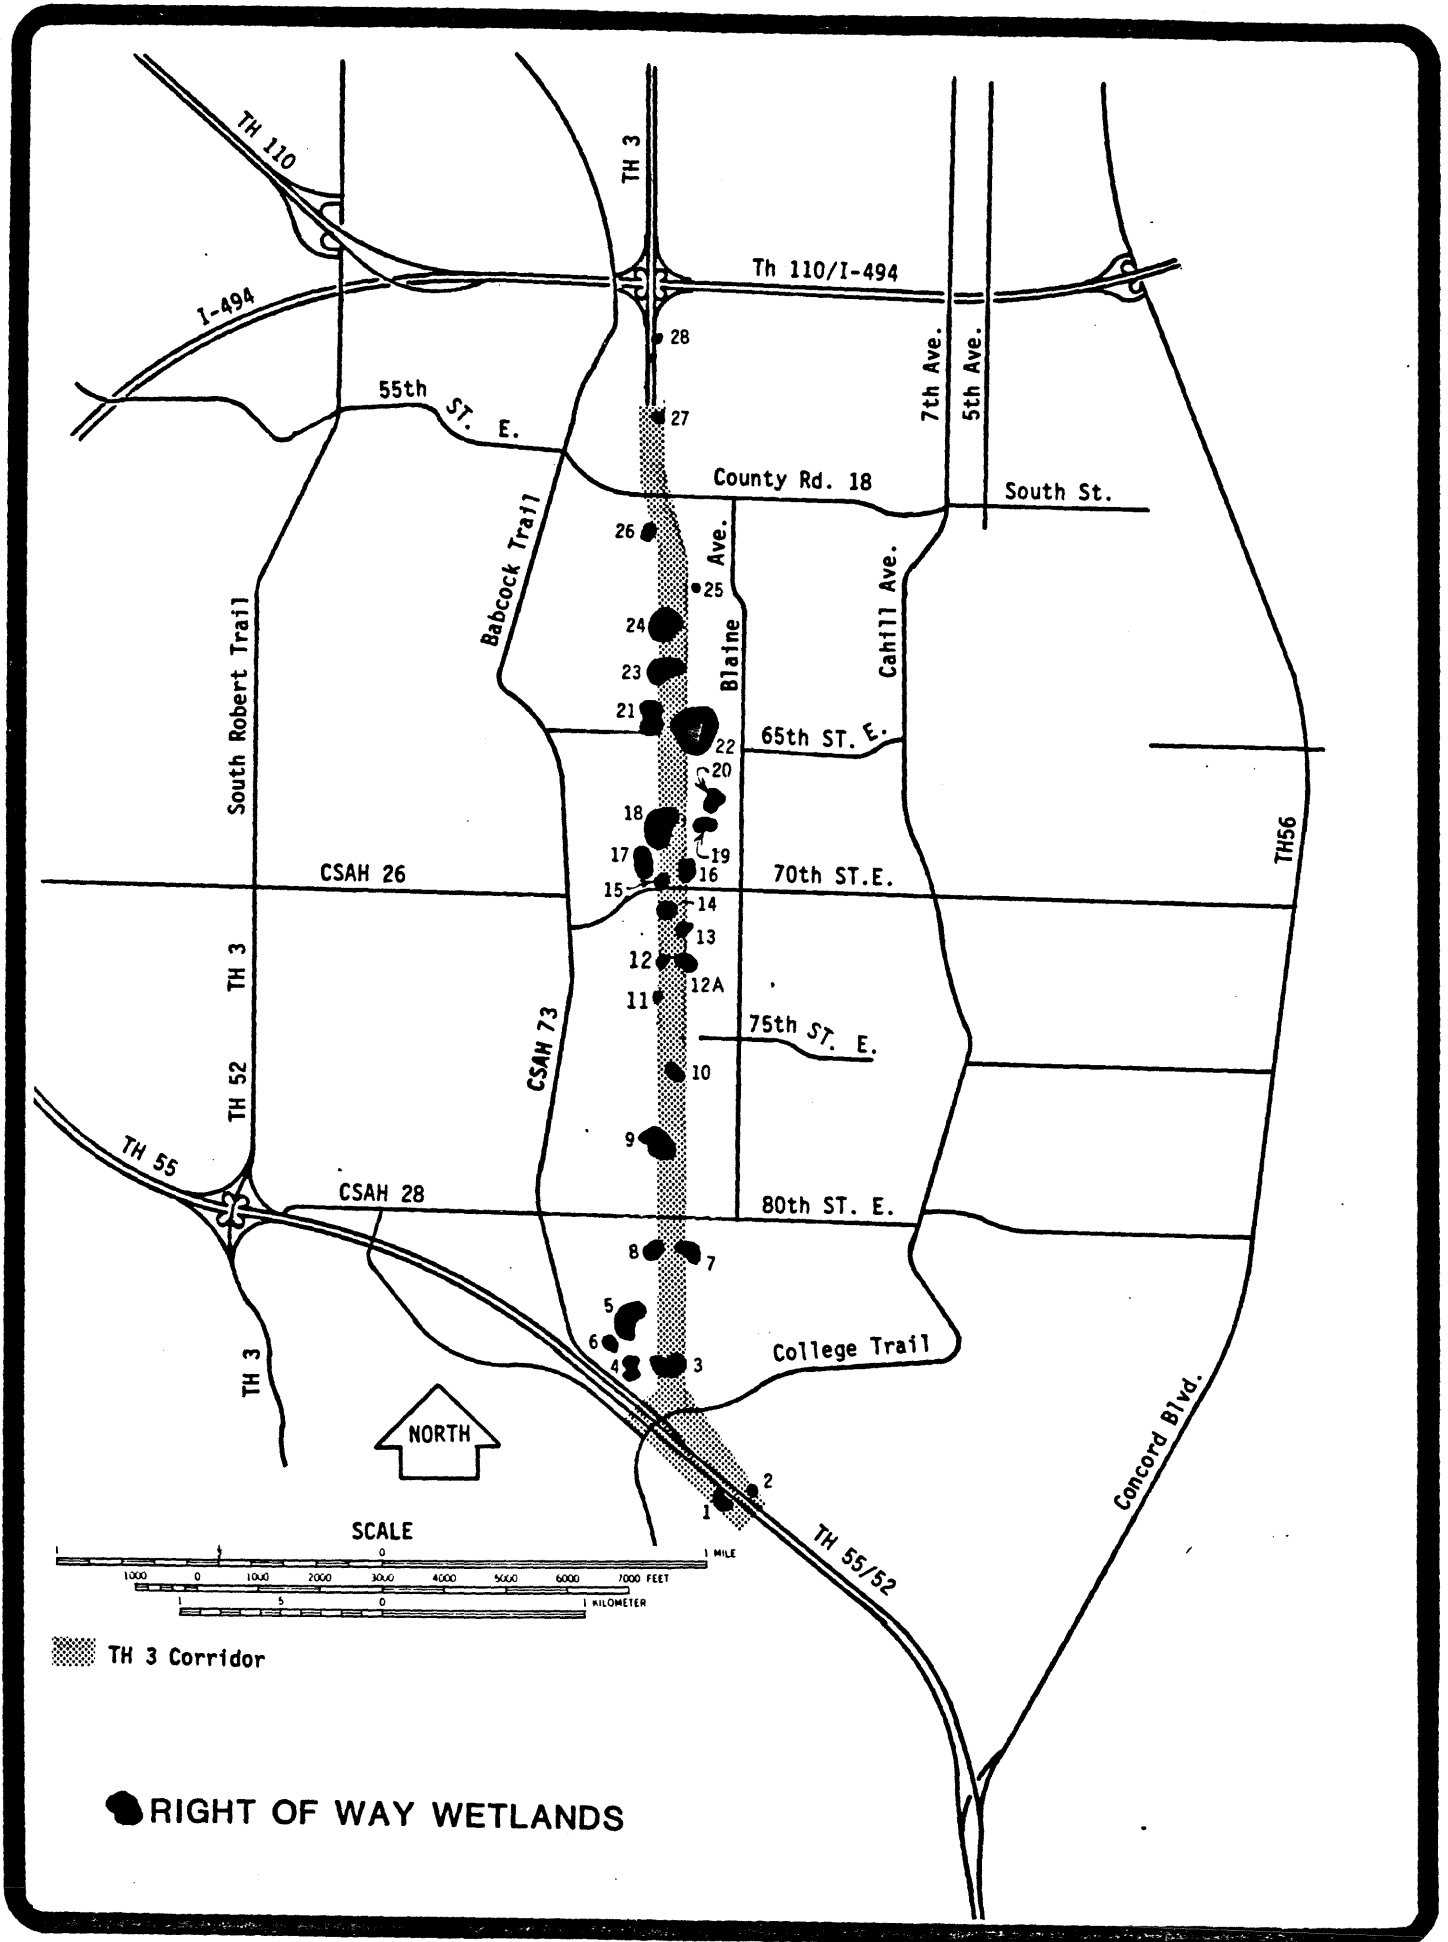 TH 110
TH 3
Th 110/I-494
I-494
28
7th Ave.
5th Ave.
55th ST. E.
27
County Rd. 18
South St.
26
Babcock Trail
Blaine Ave.
25
Cahill Ave.
24
South Robert Trail
23
21
22
65th ST. E.
20
18
TH56
17
19
CSAH 26
16
70th ST.E.
15
14
13
12
12A
TH 3
11
CSAH 73
75th ST. E.
TH 52
10
9
TH 55
CSAH 28
80th ST. E.
8
7
5
6
4
3
College Trail
TH 3
NORTH
Concord Blvd.
2
1
SCALE
TH 55/52
1 0 1 MILE
1000 0 1000 2000 3000 4000 5000 6000 7000 FEET
1 5 0 1 KILOMETER
TH 3 Corridor
RIGHT OF WAY WETLANDS